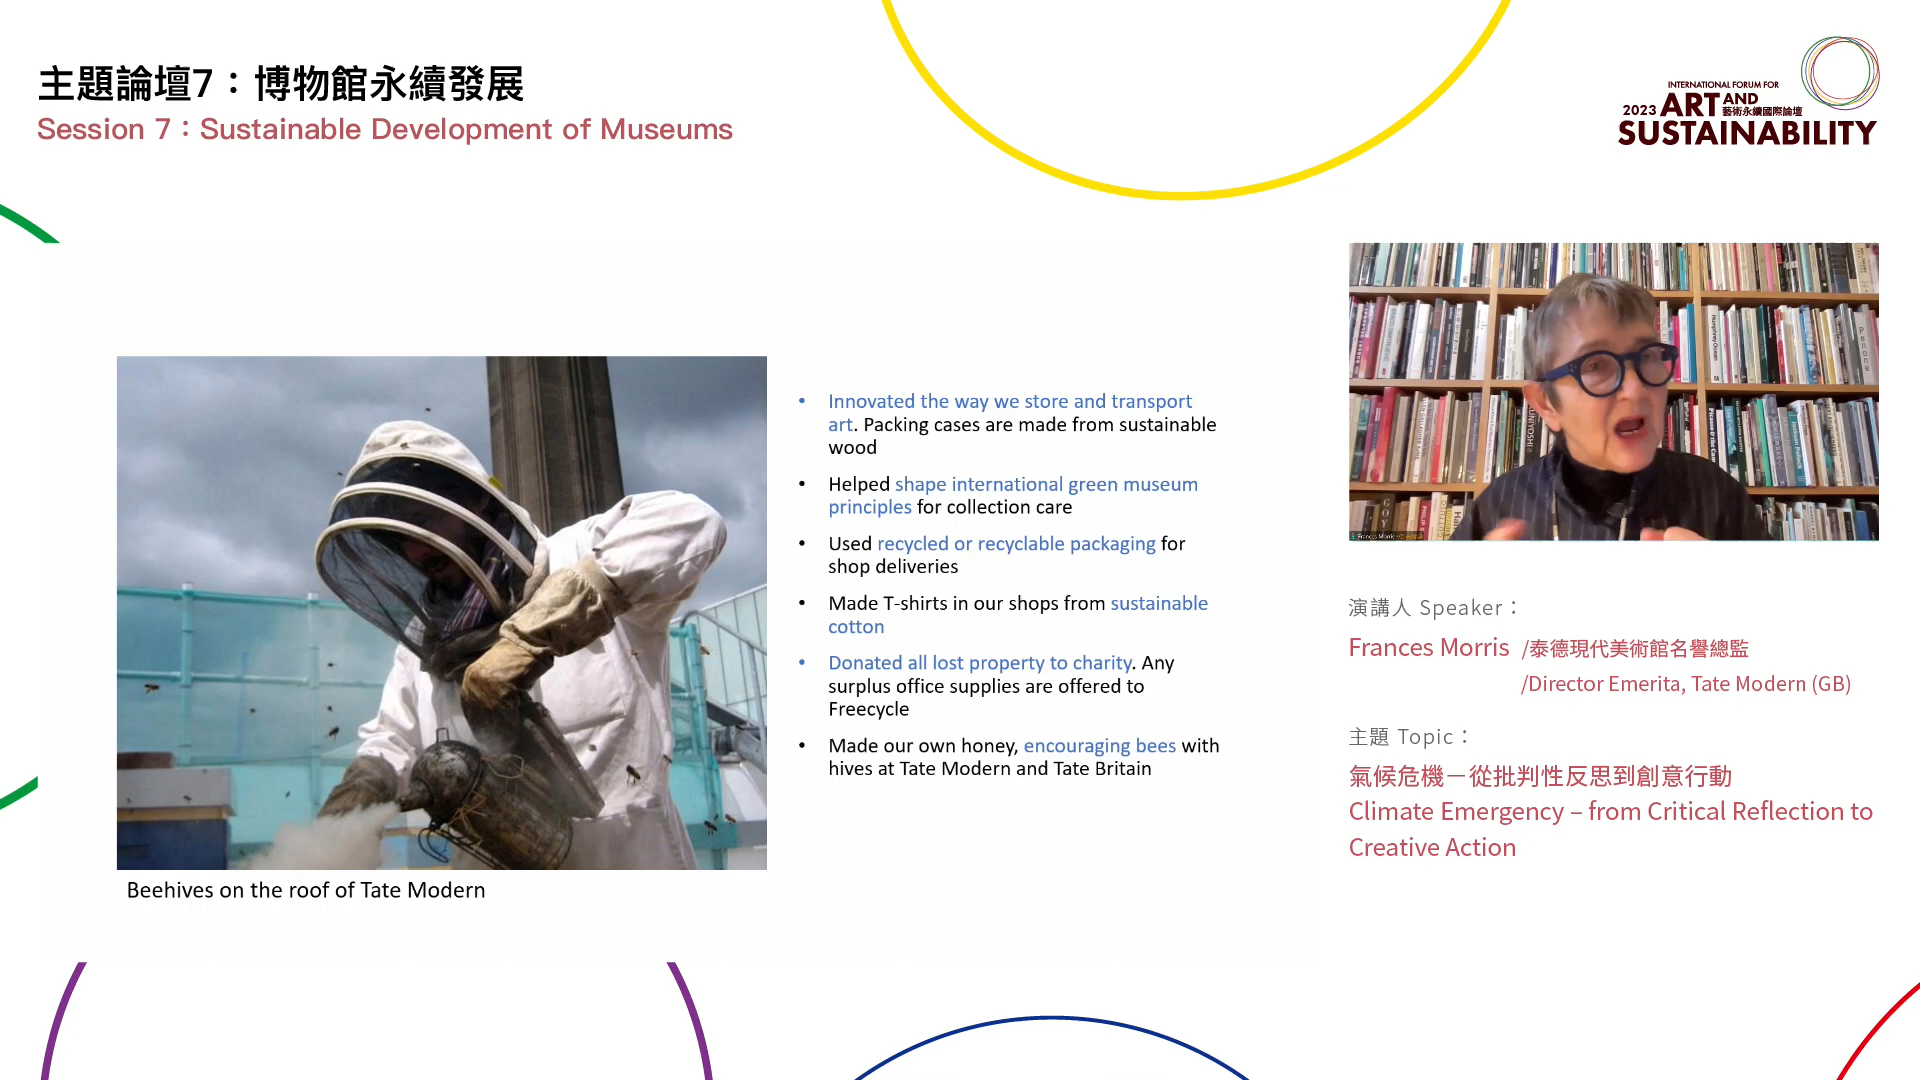 主題論壇7：博物館永續發展
Session 7：Sustainable Development of Museums
INTERNATIONAL FORUM FOR
2023 ART AND
藝術永續國際論壇
SUSTAINABILITY
• Innovated the way we store and transport
art. Packing cases are made from sustainable
wood
• Helped shape international green museum
principles for collection care
• Used recycled or recyclable packaging for
shop deliveries
• Made T-shirts in our shops from sustainable
cotton
• Donated all lost property to charity. Any
surplus office supplies are offered to
Freecycle
• Made our own honey, encouraging bees with
hives at Tate Modern and Tate Britain
Beehives on the roof of Tate Modern
Frances Morris
演講人 Speaker：
Frances Morris /泰德現代美術館名譽總監
/Director Emerita, Tate Modern (GB)
主題 Topic：
氣候危機－從批判性反思到創意行動
Climate Emergency – from Critical Reflection to
Creative Action